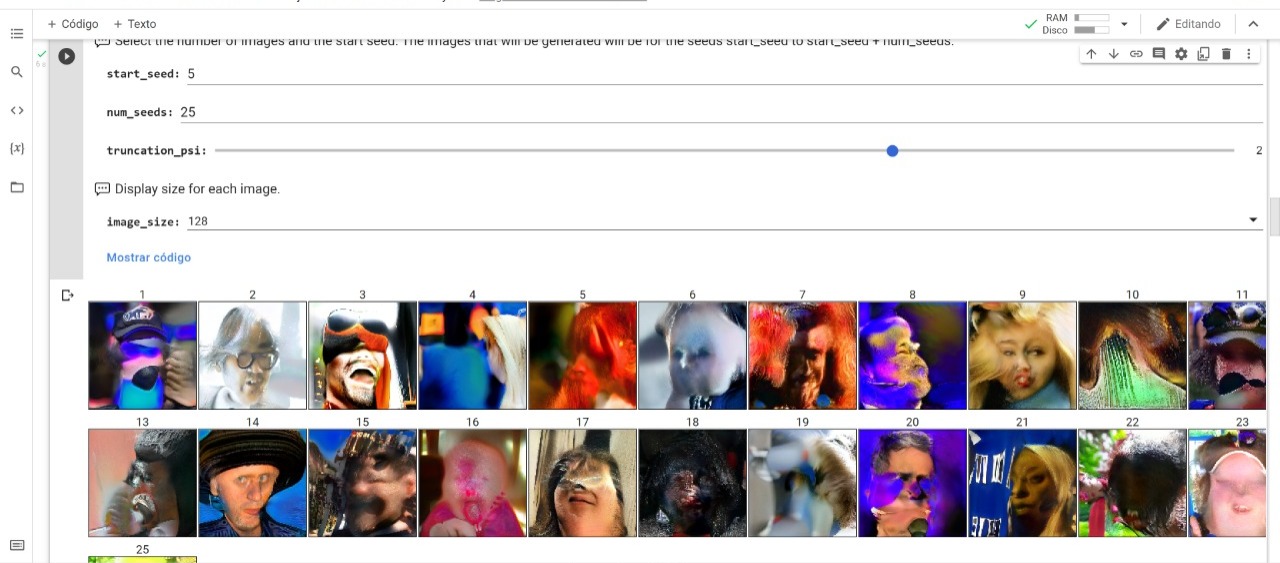 + Código + Texto
RAM
Disco
Editando
Select the number of images and the start seed. The images that will be generated will be for the seeds start_seed to start_seed + num_seeds.
start_seed: 5
num_seeds: 25
truncation_psi: 2
Display size for each image.
image_size: 128
Mostrar código
1 2 3 4 5 6 7 8 9 10 11
13 14 15 16 17 18 19 20 21 22 23
25